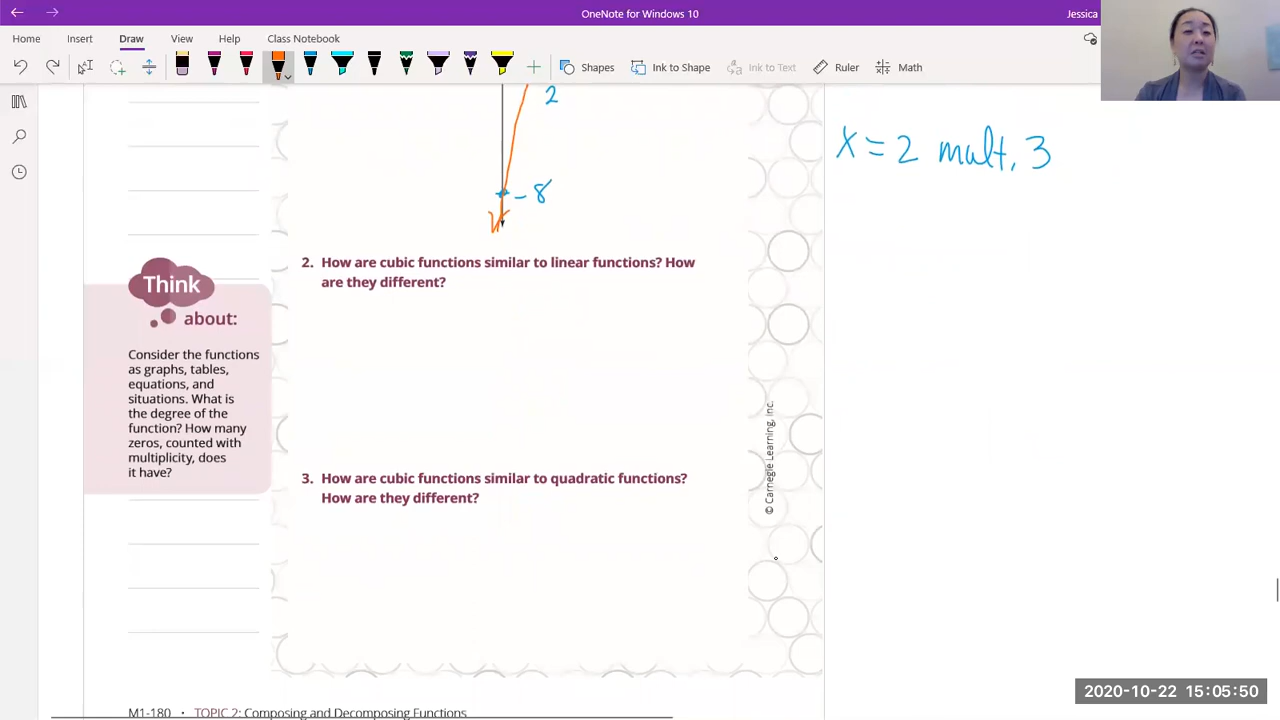 OneNote for Windows 10
Jessica
Home Insert Draw View Help Class Notebook
Shapes Ink to Shape Ink to Text Ruler Math
2
x = 2 mult. 3
-8
2. How are cubic functions similar to linear functions? How
are they different?
Think
about:
Consider the functions
as graphs, tables,
equations, and
situations. What is
the degree of the
function? How many
zeros, counted with
multiplicity, does
it have?
3. How are cubic functions similar to quadratic functions?
How are they different?
© Carnegie Learning, Inc.
M1-180 • TOPIC 2: Composing and Decomposing Functions
2020-10-22 15:05:50